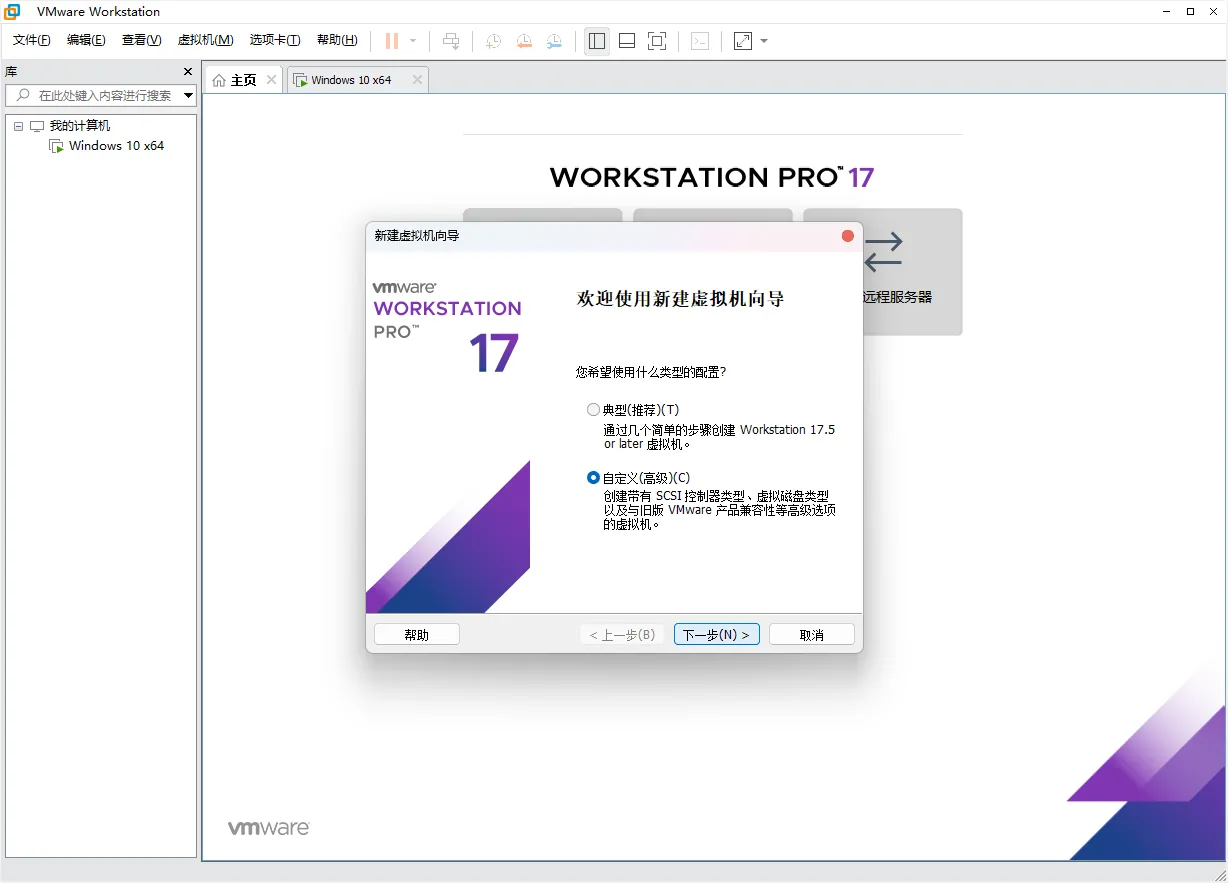 VMware Workstation
文件(F) 编辑(E) 查看(V) 虚拟机(M) 选项卡(T) 帮助(H)
库
在此处键入内容进行搜索
我的计算机
Windows 10 x64
主页
Windows 10 x64
WORKSTATION PRO™ 17
远程服务器
新建虚拟机向导
vmware
WORKSTATION
PRO™
17
欢迎使用新建虚拟机向导
您希望使用什么类型的配置?
典型(推荐)(T)
通过几个简单的步骤创建 Workstation 17.5
or later 虚拟机。
自定义(高级)(C)
创建带有 SCSI 控制器类型、虚拟磁盘类型
以及与旧版 VMware 产品兼容性等高级选项
的虚拟机。
帮助
< 上一步(B)
下一步(N) >
取消
vmware